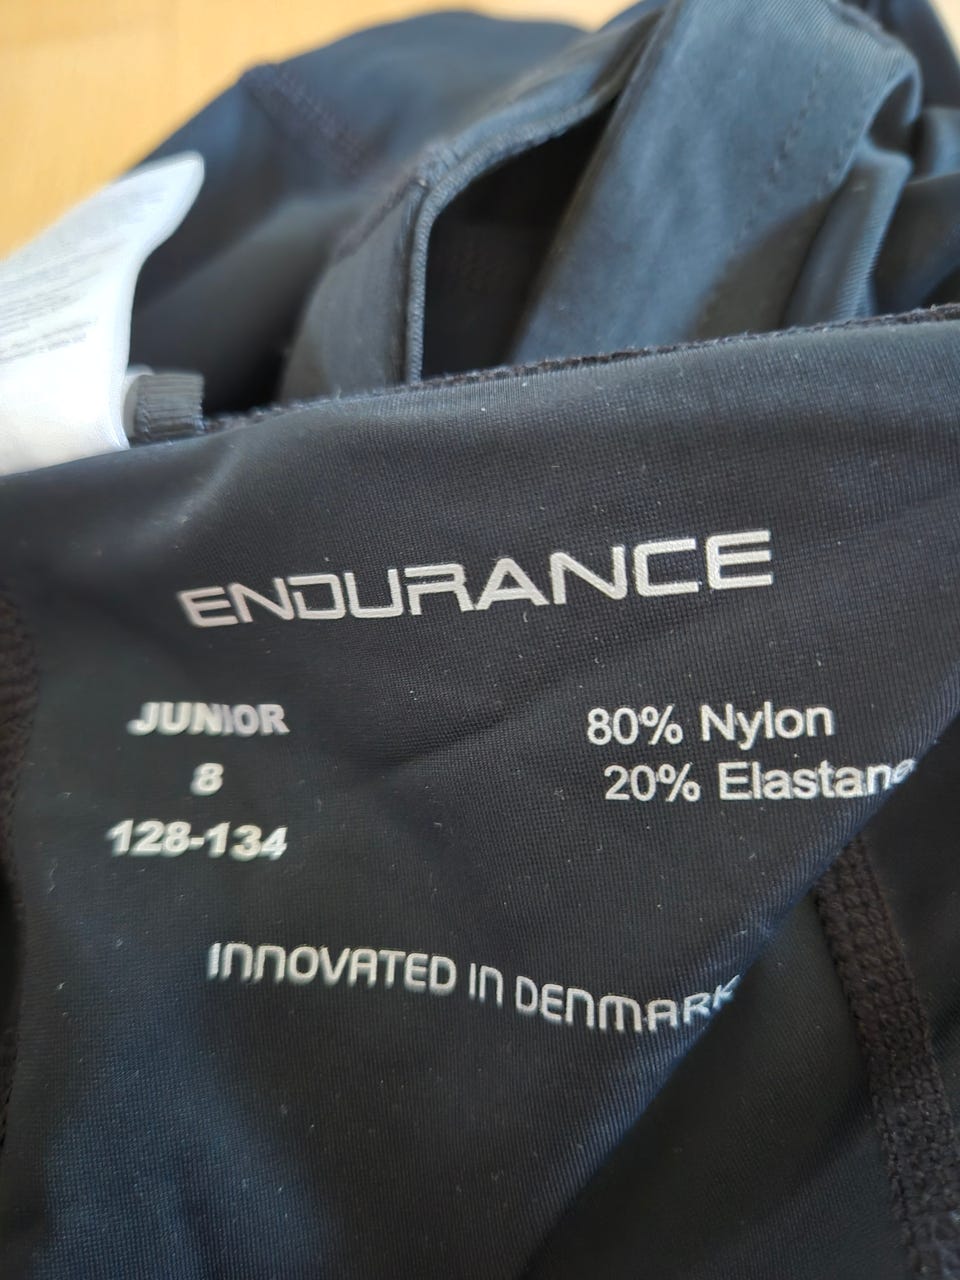 ENDURANCE
JUNIOR
8
128-134
80% Nylon
20% Elastane
INNOVATED IN DENMARK